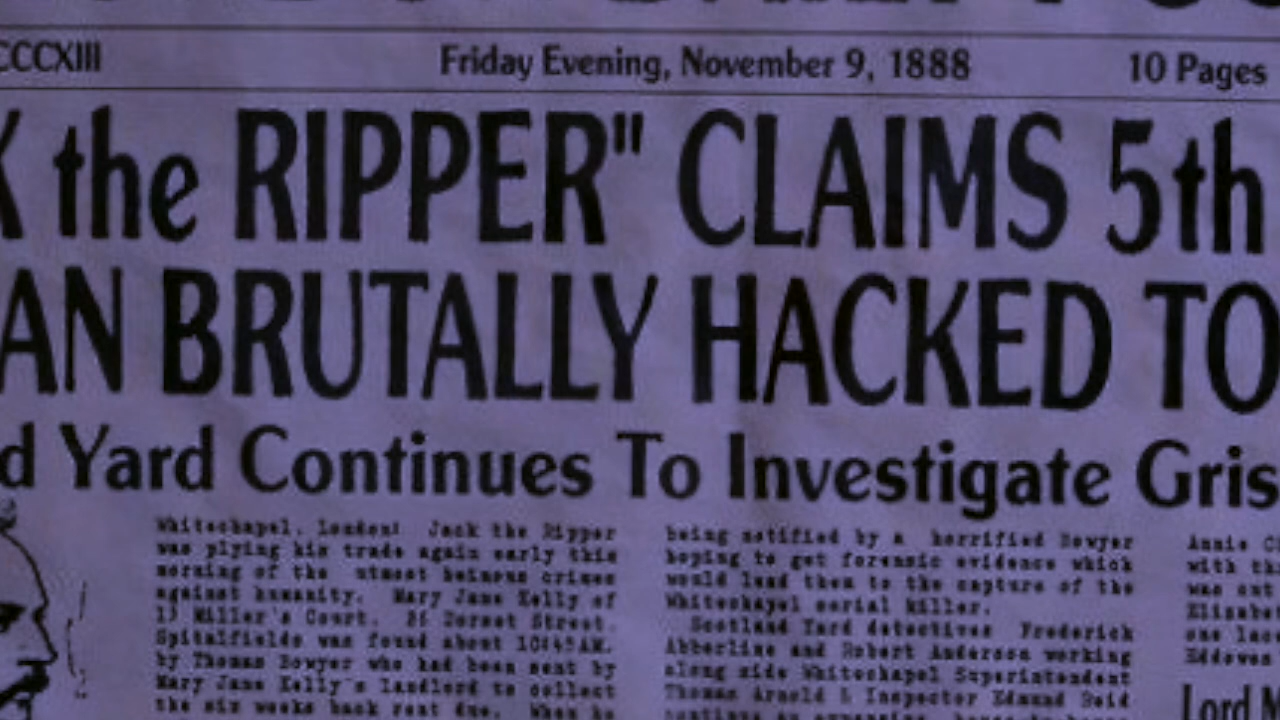 CCCXIII
Friday Evening, November 9, 1888
10 Pages
K the RIPPER" CLAIMS 5th
AN BRUTALLY HACKED TO
d Yard Continues To Investigate Gris
Whitechapel, London! Jack the Ripper
was plying his trade again early this
morning of the utmost heinous crimes
against humanity. Mary Jane Kelly of
13 Miller's Court, 26 Dorset Street,
Spitalfields was found about 10:45AM.
by Thomas Bowyer who had been sent by
Mary Jane Kelly's landlord to collect
the six weeks back rent due. When he
being notified by a horrified Bowyer
hoping to get forensic evidence which
would lead them to the capture of the
Whitechapel serial killer.
Scotland Yard detectives Frederick
Abberline and Robert Anderson working
along side Whitechapel Superintendent
Thomas Arnold & Inspector Edmund Reid
Annie Ch
with th
was out
Elizabe
one
Eddowes
Lord M